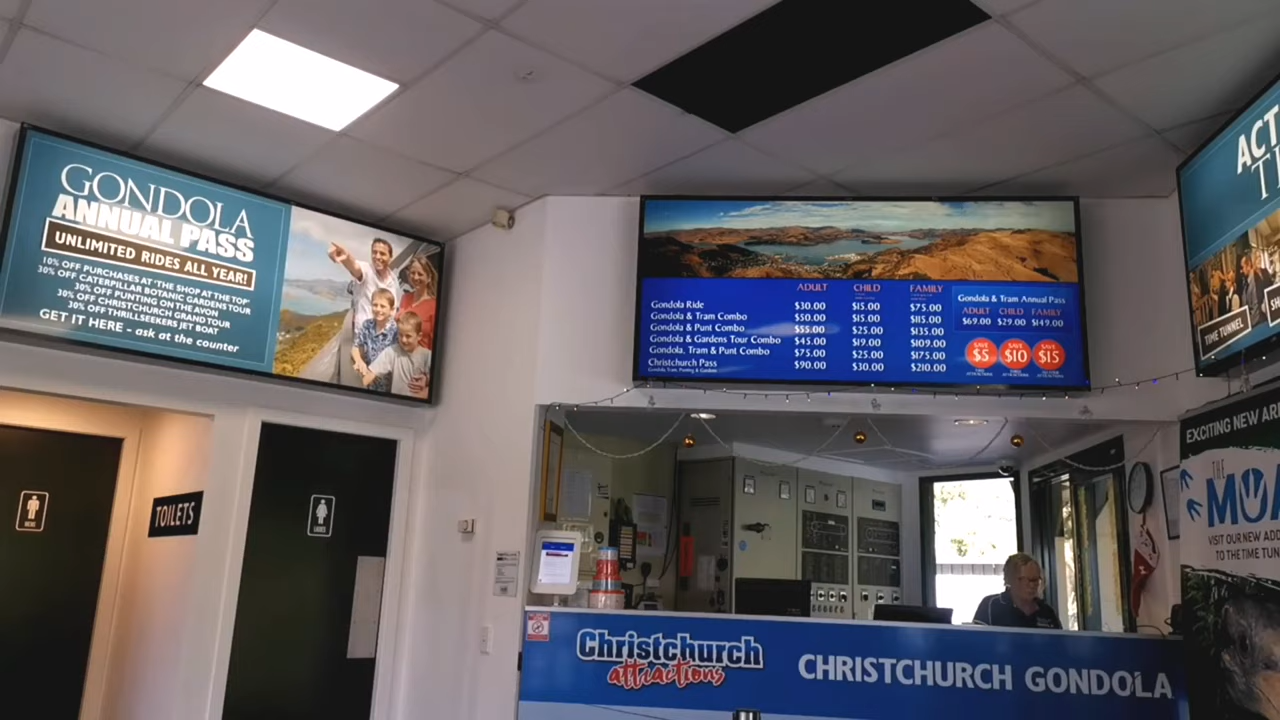 GONDOLA
ANNUAL PASS
UNLIMITED RIDES ALL YEAR!
10% OFF PURCHASES AT 'THE SHOP AT THE TOP'
30% OFF CATERPILLAR BOTANIC GARDENS TOUR
30% OFF PUNTING ON THE AVON
30% OFF CHRISTCHURCH GRAND TOUR
30% OFF THRILLSEEKERS JET BOAT
GET IT HERE - ask at the counter
ADULT CHILD FAMILY
Gondola Ride $30.00 $15.00 $75.00
Gondola & Tram Combo $50.00 $15.00 $115.00
Gondola & Punt Combo $55.00 $25.00 $135.00
Gondola & Gardens Tour Combo $45.00 $19.00 $109.00
Gondola, Tram & Punt Combo $75.00 $25.00 $175.00
Christchurch Pass $90.00 $30.00 $210.00
Gondola, Tram, Punting & Gardens
Gondola & Tram Annual Pass
ADULT CHILD FAMILY
$69.00 $29.00 $149.00
SAVE $5
SAVE $10
SAVE $15
ACT
TIME TUNNEL
EXCITING NEW
THE
MOA
VISIT OUR NEW
TO THE TIME
MENS
TOILETS
LADIES
Christchurch
attractions
CHRISTCHURCH GONDOLA